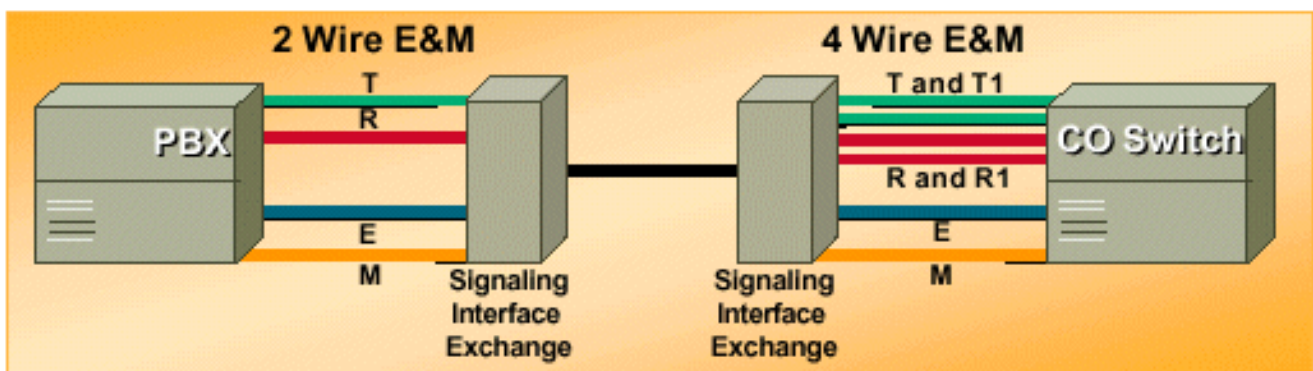 2 Wire E&M
4 Wire E&M
T
R
PBX
E
M
Signaling
Interface
Exchange
Signaling
Interface
Exchange
T and T1
CO Switch
R and R1
E
M